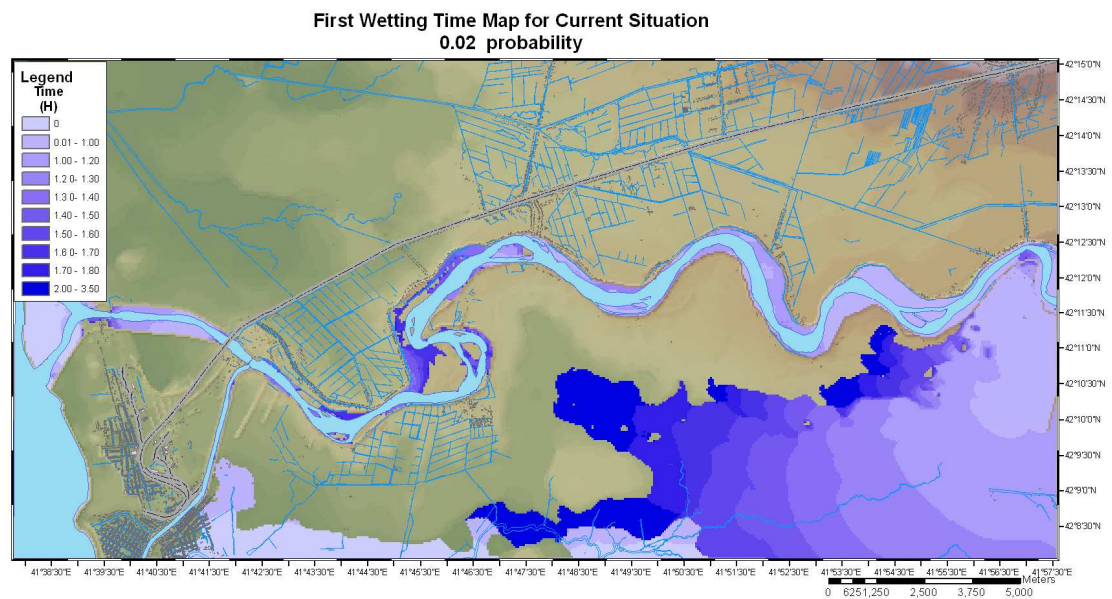 First Wetting Time Map for Current Situation
0.02 probability
Legend
Time
(H)
0
0.01 - 1.00
1.00 - 1.20
1.20 - 1.30
1.30 - 1.40
1.40 - 1.50
1.50 - 1.60
1.60 - 1.70
1.70 - 1.80
2.00 - 3.50
42°15'0"N
42°14'30"N
42°14'0"N
42°13'30"N
42°13'0"N
42°12'30"N
42°12'0"N
42°11'30"N
42°11'0"N
42°10'30"N
42°10'0"N
42°9'30"N
42°9'0"N
42°8'30"N
41°38'30"E 41°39'30"E 41°40'30"E 41°41'30"E 41°42'30"E 41°43'30"E 41°44'30"E 41°45'30"E 41°46'30"E 41°47'30"E 41°48'30"E 41°49'30"E 41°50'30"E 41°51'30"E 41°52'30"E 41°53'30"E 41°54'30"E 41°55'30"E 41°56'30"E 41°57'30"E
Meters
0 625 1,250 2,500 3,750 5,000